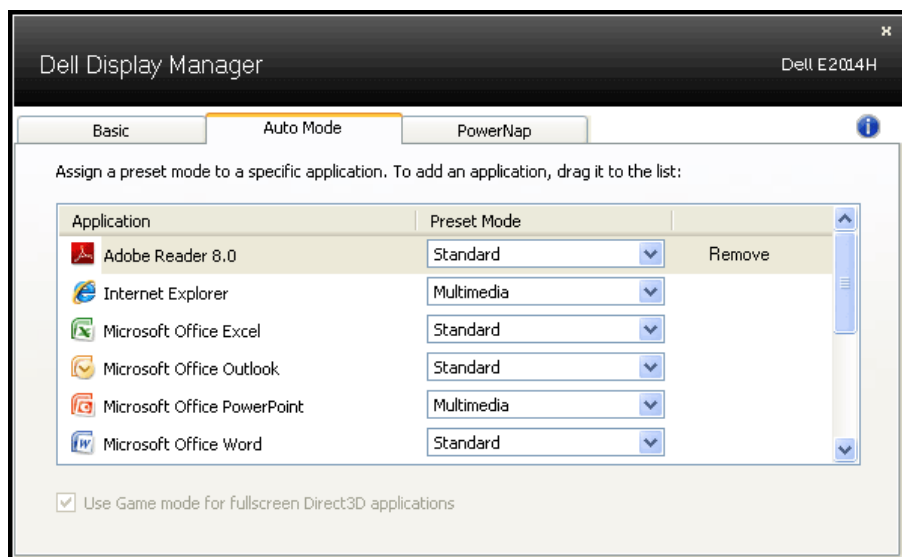 Dell Display Manager
Dell E2014H
Basic Auto Mode PowerNap
Assign a preset mode to a specific application. To add an application, drag it to the list:
Application Preset Mode
Adobe Reader 8.0 Standard Remove
Internet Explorer Multimedia
Microsoft Office Excel Standard
Microsoft Office Outlook Standard
Microsoft Office PowerPoint Multimedia
Microsoft Office Word Standard
Use Game mode for fullscreen Direct3D applications